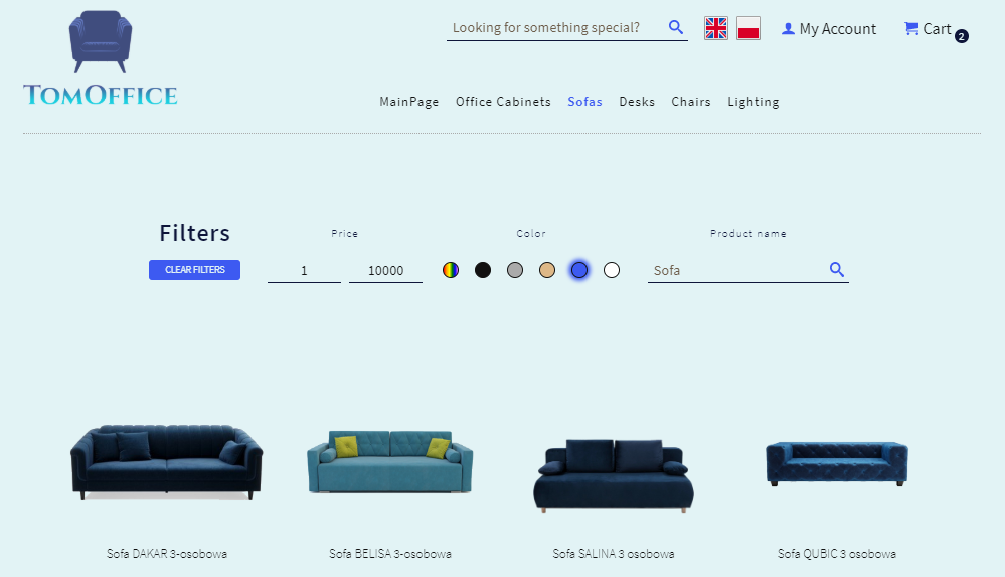 Looking for something special?
My Account
Cart
2
TomOffice
MainPage
Office Cabinets
Sofas
Desks
Chairs
Lighting
Filters
Price
Color
Product name
CLEAR FILTERS
1
10000
Sofa
Sofa DAKAR 3-osobowa
Sofa BELISA 3-osobowa
Sofa SALINA 3 osobowa
Sofa QUBIC 3 osobowa